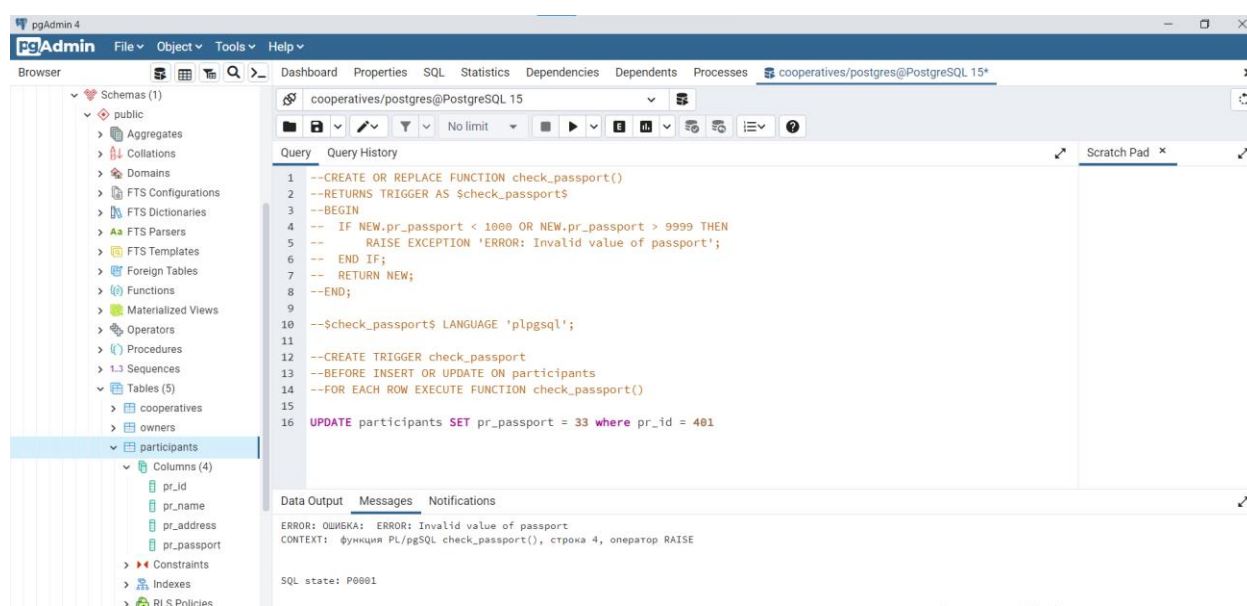 pgAdmin 4
pgAdmin File Object Tools Help
Browser Dashboard Properties SQL Statistics Dependencies Dependents Processes cooperatives/postgres@PostgreSQL 15*
Schemas (1)
public
Aggregates
Collations
Domains
FTS Configurations
FTS Dictionaries
FTS Parsers
FTS Templates
Foreign Tables
Functions
Materialized Views
Operators
Procedures
1..3 Sequences
Tables (5)
cooperatives
owners
participants
Columns (4)
pr_id
pr_name
pr_address
pr_passport
Constraints
Indexes
RLS Policies
cooperatives/postgres@PostgreSQL 15
No limit
Query Query History
Scratch Pad
1 --CREATE OR REPLACE FUNCTION check_passport()
2 --RETURNS TRIGGER AS $check_passport$
3 --BEGIN
4 -- IF NEW.pr_passport < 1000 OR NEW.pr_passport > 9999 THEN
5 -- RAISE EXCEPTION 'ERROR: Invalid value of passport';
6 -- END IF;
7 -- RETURN NEW;
8 --END;
9
10 --$check_passport$ LANGUAGE 'plpgsql';
11
12 --CREATE TRIGGER check_passport
13 --BEFORE INSERT OR UPDATE ON participants
14 --FOR EACH ROW EXECUTE FUNCTION check_passport()
15
16 UPDATE participants SET pr_passport = 33 where pr_id = 401
Data Output Messages Notifications
ERROR: ОШИБКА: ERROR: Invalid value of passport
CONTEXT: функция PL/pgSQL check_passport(), строка 4, оператор RAISE
SQL state: P0001